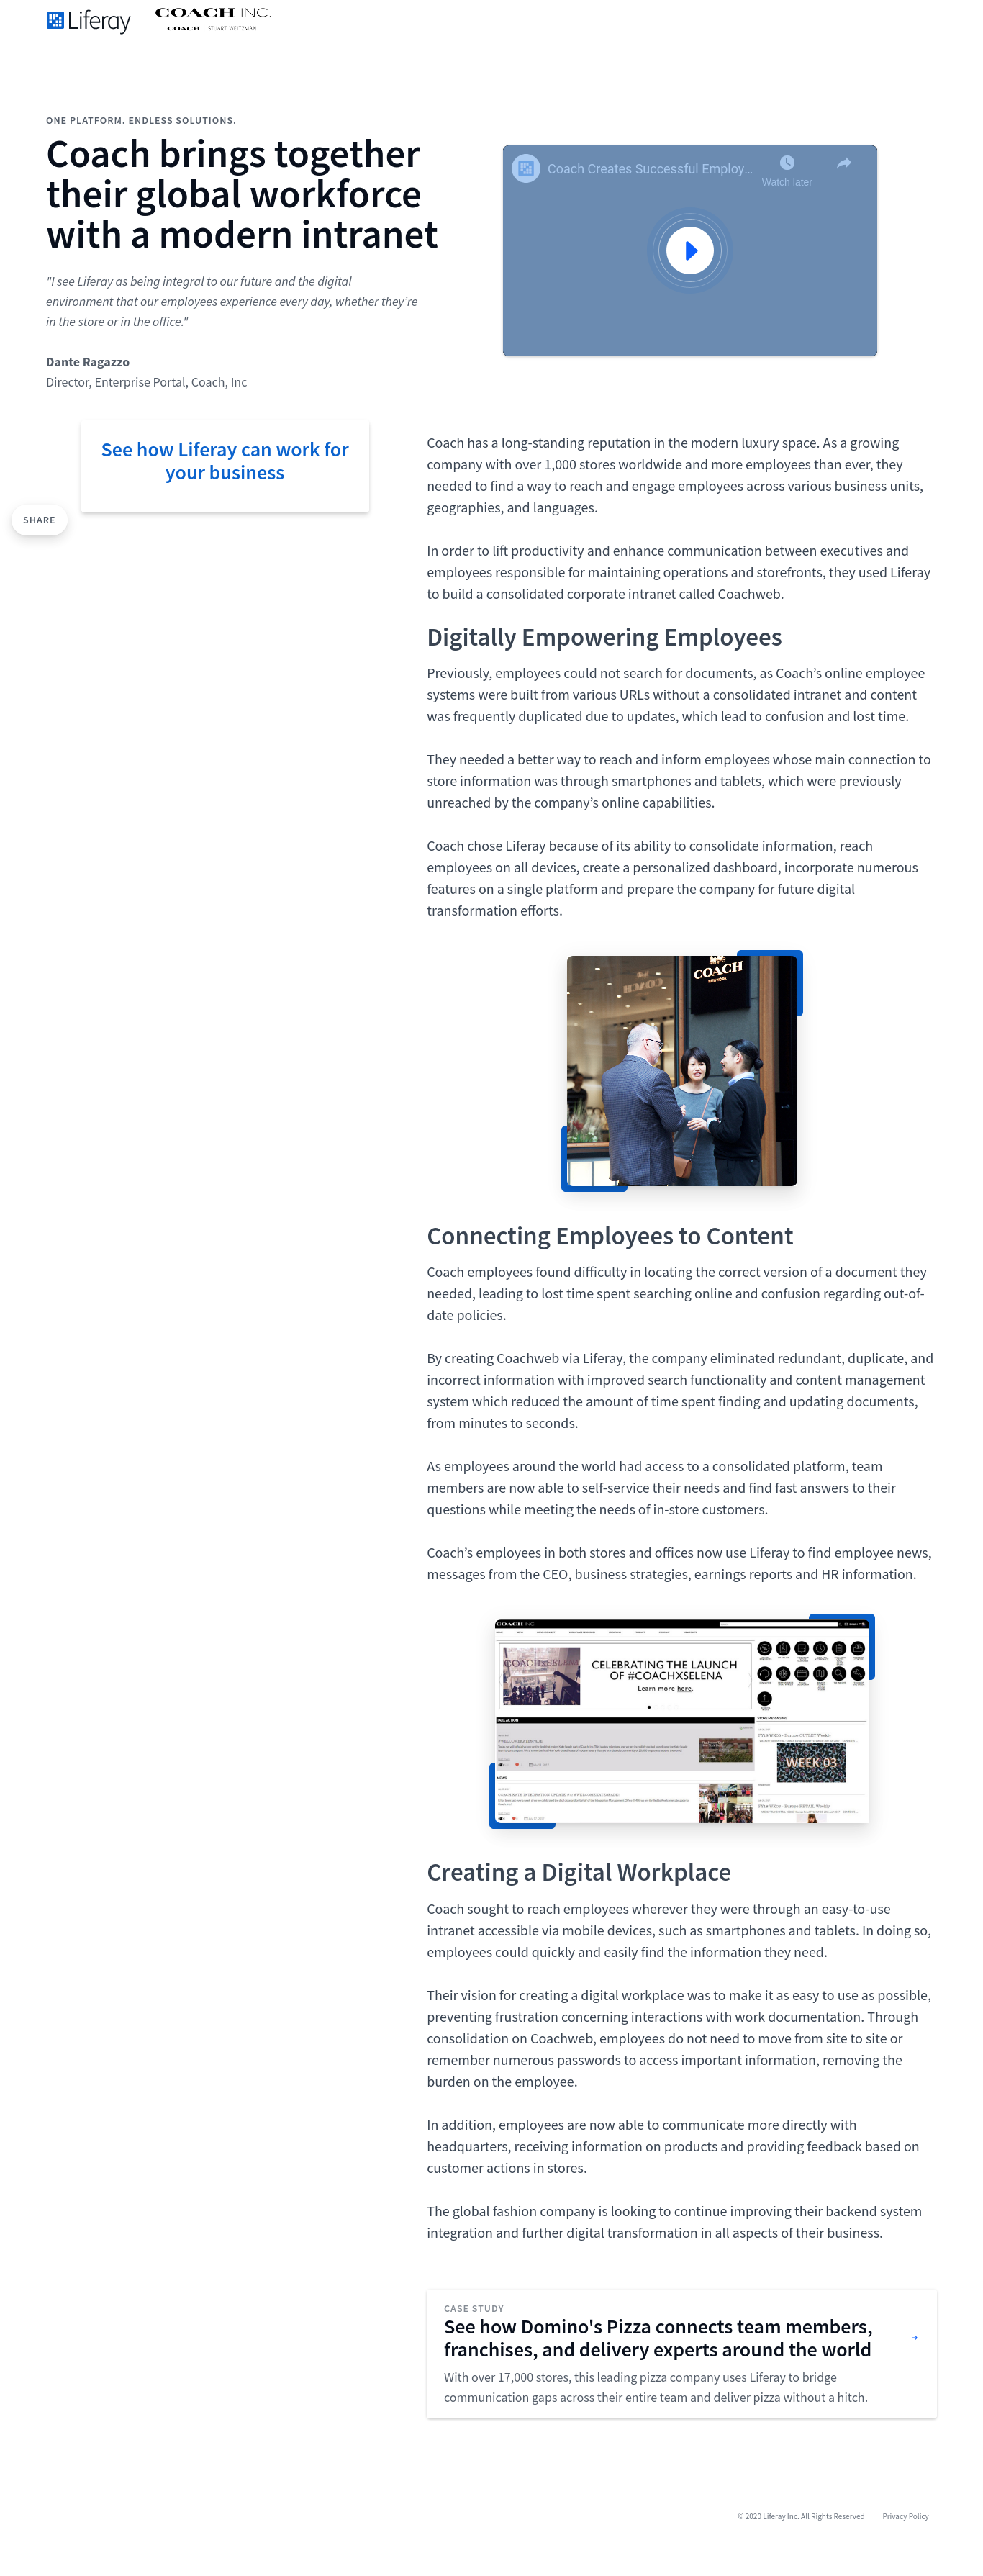 Liferay
COACH INC.
COACH | STUART WEITZMAN
ONE PLATFORM. ENDLESS SOLUTIONS.
Coach brings together
their global workforce
with a modern intranet
"I see Liferay as being integral to our future and the digital
environment that our employees experience every day, whether they’re
in the store or in the office."
Dante Ragazzo
Director, Enterprise Portal, Coach, Inc
Coach Creates Successful Employ...
Watch later
See how Liferay can work for
your business
SHARE
Coach has a long-standing reputation in the modern luxury space. As a growing
company with over 1,000 stores worldwide and more employees than ever, they
needed to find a way to reach and engage employees across various business units,
geographies, and languages.
In order to lift productivity and enhance communication between executives and
employees responsible for maintaining operations and storefronts, they used Liferay
to build a consolidated corporate intranet called Coachweb.
Digitally Empowering Employees
Previously, employees could not search for documents, as Coach’s online employee
systems were built from various URLs without a consolidated intranet and content
was frequently duplicated due to updates, which lead to confusion and lost time.
They needed a better way to reach and inform employees whose main connection to
store information was through smartphones and tablets, which were previously
unreached by the company’s online capabilities.
Coach chose Liferay because of its ability to consolidate information, reach
employees on all devices, create a personalized dashboard, incorporate numerous
features on a single platform and prepare the company for future digital
transformation efforts.
COACH
NEW YORK
Connecting Employees to Content
Coach employees found difficulty in locating the correct version of a document they
needed, leading to lost time spent searching online and confusion regarding out-of-
date policies.
By creating Coachweb via Liferay, the company eliminated redundant, duplicate, and
incorrect information with improved search functionality and content management
system which reduced the amount of time spent finding and updating documents,
from minutes to seconds.
As employees around the world had access to a consolidated platform, team
members are now able to self-service their needs and find fast answers to their
questions while meeting the needs of in-store customers.
Coach’s employees in both stores and offices now use Liferay to find employee news,
messages from the CEO, business strategies, earnings reports and HR information.
COACH INC
CELEBRATING THE LAUNCH
OF #COACHXSELENA
Learn more here.
TAKE ACTION
STORE MESSAGING
WEEK 03
NEWS
Creating a Digital Workplace
Coach sought to reach employees wherever they were through an easy-to-use
intranet accessible via mobile devices, such as smartphones and tablets. In doing so,
employees could quickly and easily find the information they need.
Their vision for creating a digital workplace was to make it as easy to use as possible,
preventing frustration concerning interactions with work documentation. Through
consolidation on Coachweb, employees do not need to move from site to site or
remember numerous passwords to access important information, removing the
burden on the employee.
In addition, employees are now able to communicate more directly with
headquarters, receiving information on products and providing feedback based on
customer actions in stores.
The global fashion company is looking to continue improving their backend system
integration and further digital transformation in all aspects of their business.
CASE STUDY
See how Domino's Pizza connects team members,
franchises, and delivery experts around the world
With over 17,000 stores, this leading pizza company uses Liferay to bridge
communication gaps across their entire team and deliver pizza without a hitch.
© 2020 Liferay Inc. All Rights Reserved Privacy Policy